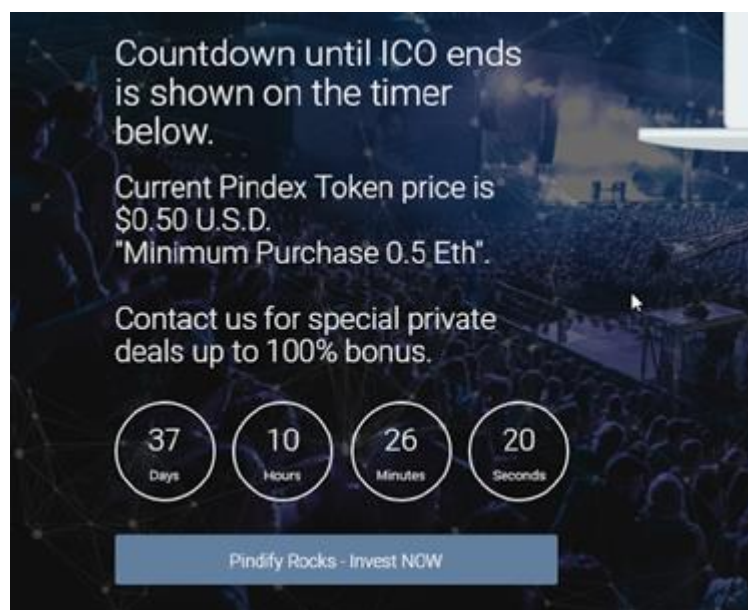 Countdown until ICO ends
is shown on the timer
below.
Current Pindex Token price is
$0.50 U.S.D.
"Minimum Purchase 0.5 Eth".
Contact us for special private
deals up to 100% bonus.
37 10 26 20
Days Hours Minutes Seconds
Pindify Rocks - Invest NOW